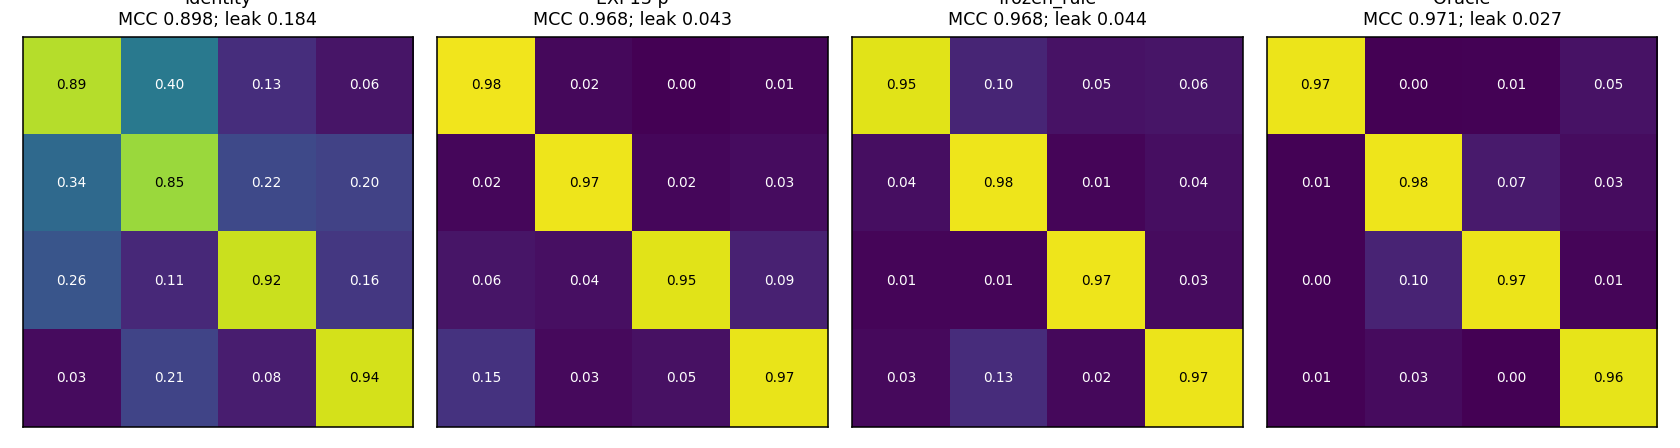 Identity
MCC 0.898; leak 0.184
0.89 0.40 0.13 0.06
0.34 0.85 0.22 0.20
0.26 0.11 0.92 0.16
0.03 0.21 0.08 0.94
MCC 0.968; leak 0.043
0.98 0.02 0.00 0.01
0.02 0.97 0.02 0.03
0.06 0.04 0.95 0.09
0.15 0.03 0.05 0.97
frozen_rule
MCC 0.968; leak 0.044
0.95 0.10 0.05 0.06
0.04 0.98 0.01 0.04
0.01 0.01 0.97 0.03
0.03 0.13 0.02 0.97
Oracle
MCC 0.971; leak 0.027
0.97 0.00 0.01 0.05
0.01 0.98 0.07 0.03
0.00 0.10 0.97 0.01
0.01 0.03 0.00 0.96